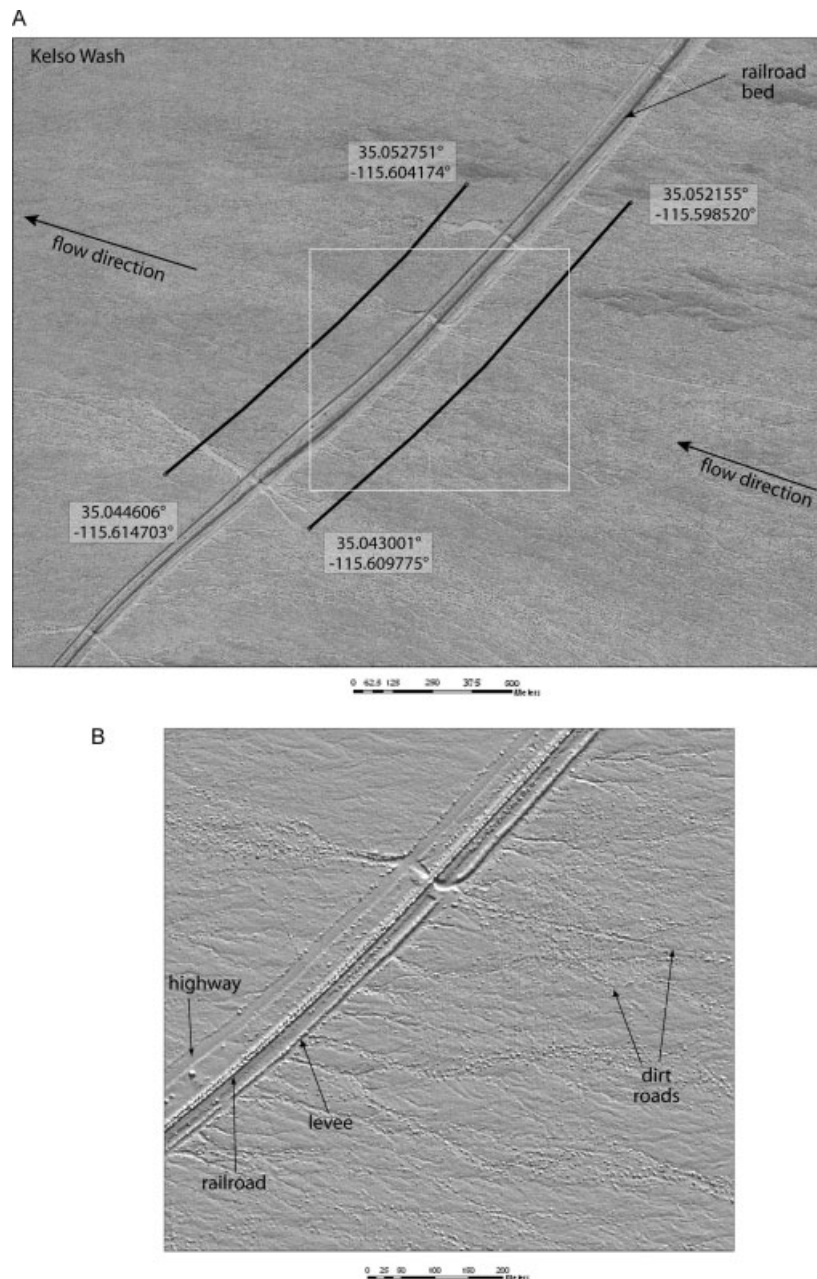 A
Kelso Wash
railroad
bed
35.052751°
-115.604174°
35.052155°
-115.598520°
flow direction
flow direction
35.044606°
-115.614703°
35.043001°
-115.609775°
0 62.5 125 250 375 500
Meters
B
highway
levee
railroad
dirt
roads
0 25 50 100 150 200
Meters